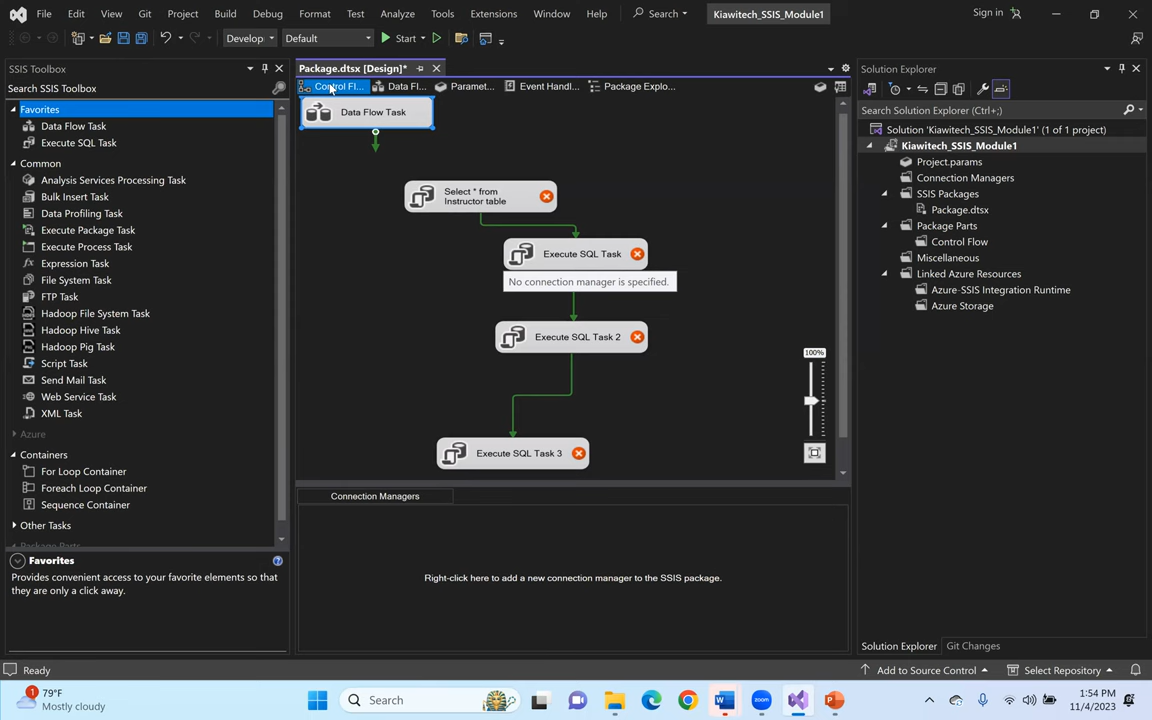 File Edit View Git Project Build Debug Format Test Analyze Tools Extensions Window Help Search Kiawitech_SSIS_Module1 Sign in
Develop Default Start
SSIS Toolbox
Search SSIS Toolbox
Favorites
Data Flow Task
Execute SQL Task
Common
Analysis Services Processing Task
Bulk Insert Task
Data Profiling Task
Execute Package Task
Execute Process Task
Expression Task
File System Task
FTP Task
Hadoop File System Task
Hadoop Hive Task
Hadoop Pig Task
Script Task
Send Mail Task
Web Service Task
XML Task
Azure
Containers
For Loop Container
Foreach Loop Container
Sequence Container
Other Tasks
Package Parts
Favorites
Provides convenient access to your favorite elements so that
they are only a click away.
Package.dtsx [Design]*
Control Fl... Data Fl... Paramet... Event Handl... Package Explo...
Data Flow Task
Select * from
Instructor table
Execute SQL Task
No connection manager is specified.
Execute SQL Task 2
100%
Execute SQL Task 3
Connection Managers
Right-click here to add a new connection manager to the SSIS package.
Solution Explorer
Search Solution Explorer (Ctrl+;)
Solution 'Kiawitech_SSIS_Module1' (1 of 1 project)
Kiawitech_SSIS_Module1
Project.params
Connection Managers
SSIS Packages
Package.dtsx
Package Parts
Control Flow
Miscellaneous
Linked Azure Resources
Azure-SSIS Integration Runtime
Azure Storage
Solution Explorer Git Changes
Ready Add to Source Control Select Repository
79°F
Mostly cloudy
Search
1:54 PM
11/4/2023